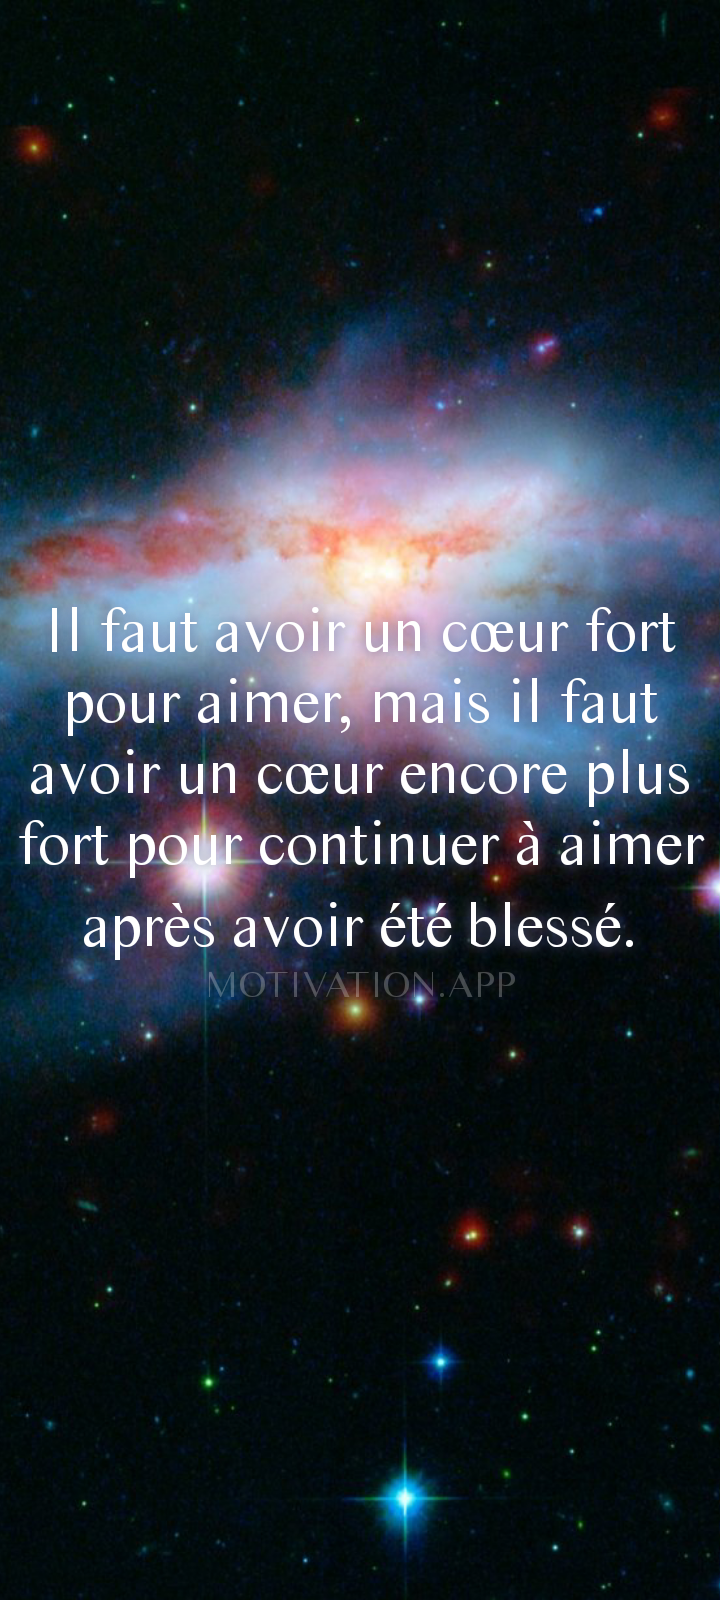 Il faut avoir un cœur fort
pour aimer, mais il faut
avoir un cœur encore plus
fort pour continuer à aimer
après avoir été blessé.
MOTIVATION.APP